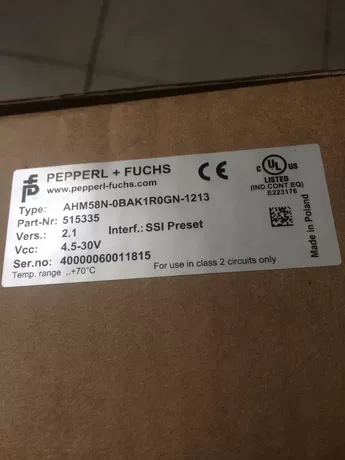 PEPPERL + FUCHS
www.pepperl-fuchs.com
CE
c UL US
LISTED
(IND.CONT.EQ)
E223176
Type: AHM58N-0BAK1R0GN-1213
Part-Nr: 515335
Vers.: 2.1 Interf.: SSI Preset
Vcc: 4.5-30V
Ser.no: 40000060011815
Temp. range ..+70°C
For use in class 2 circuits only
Made in Poland